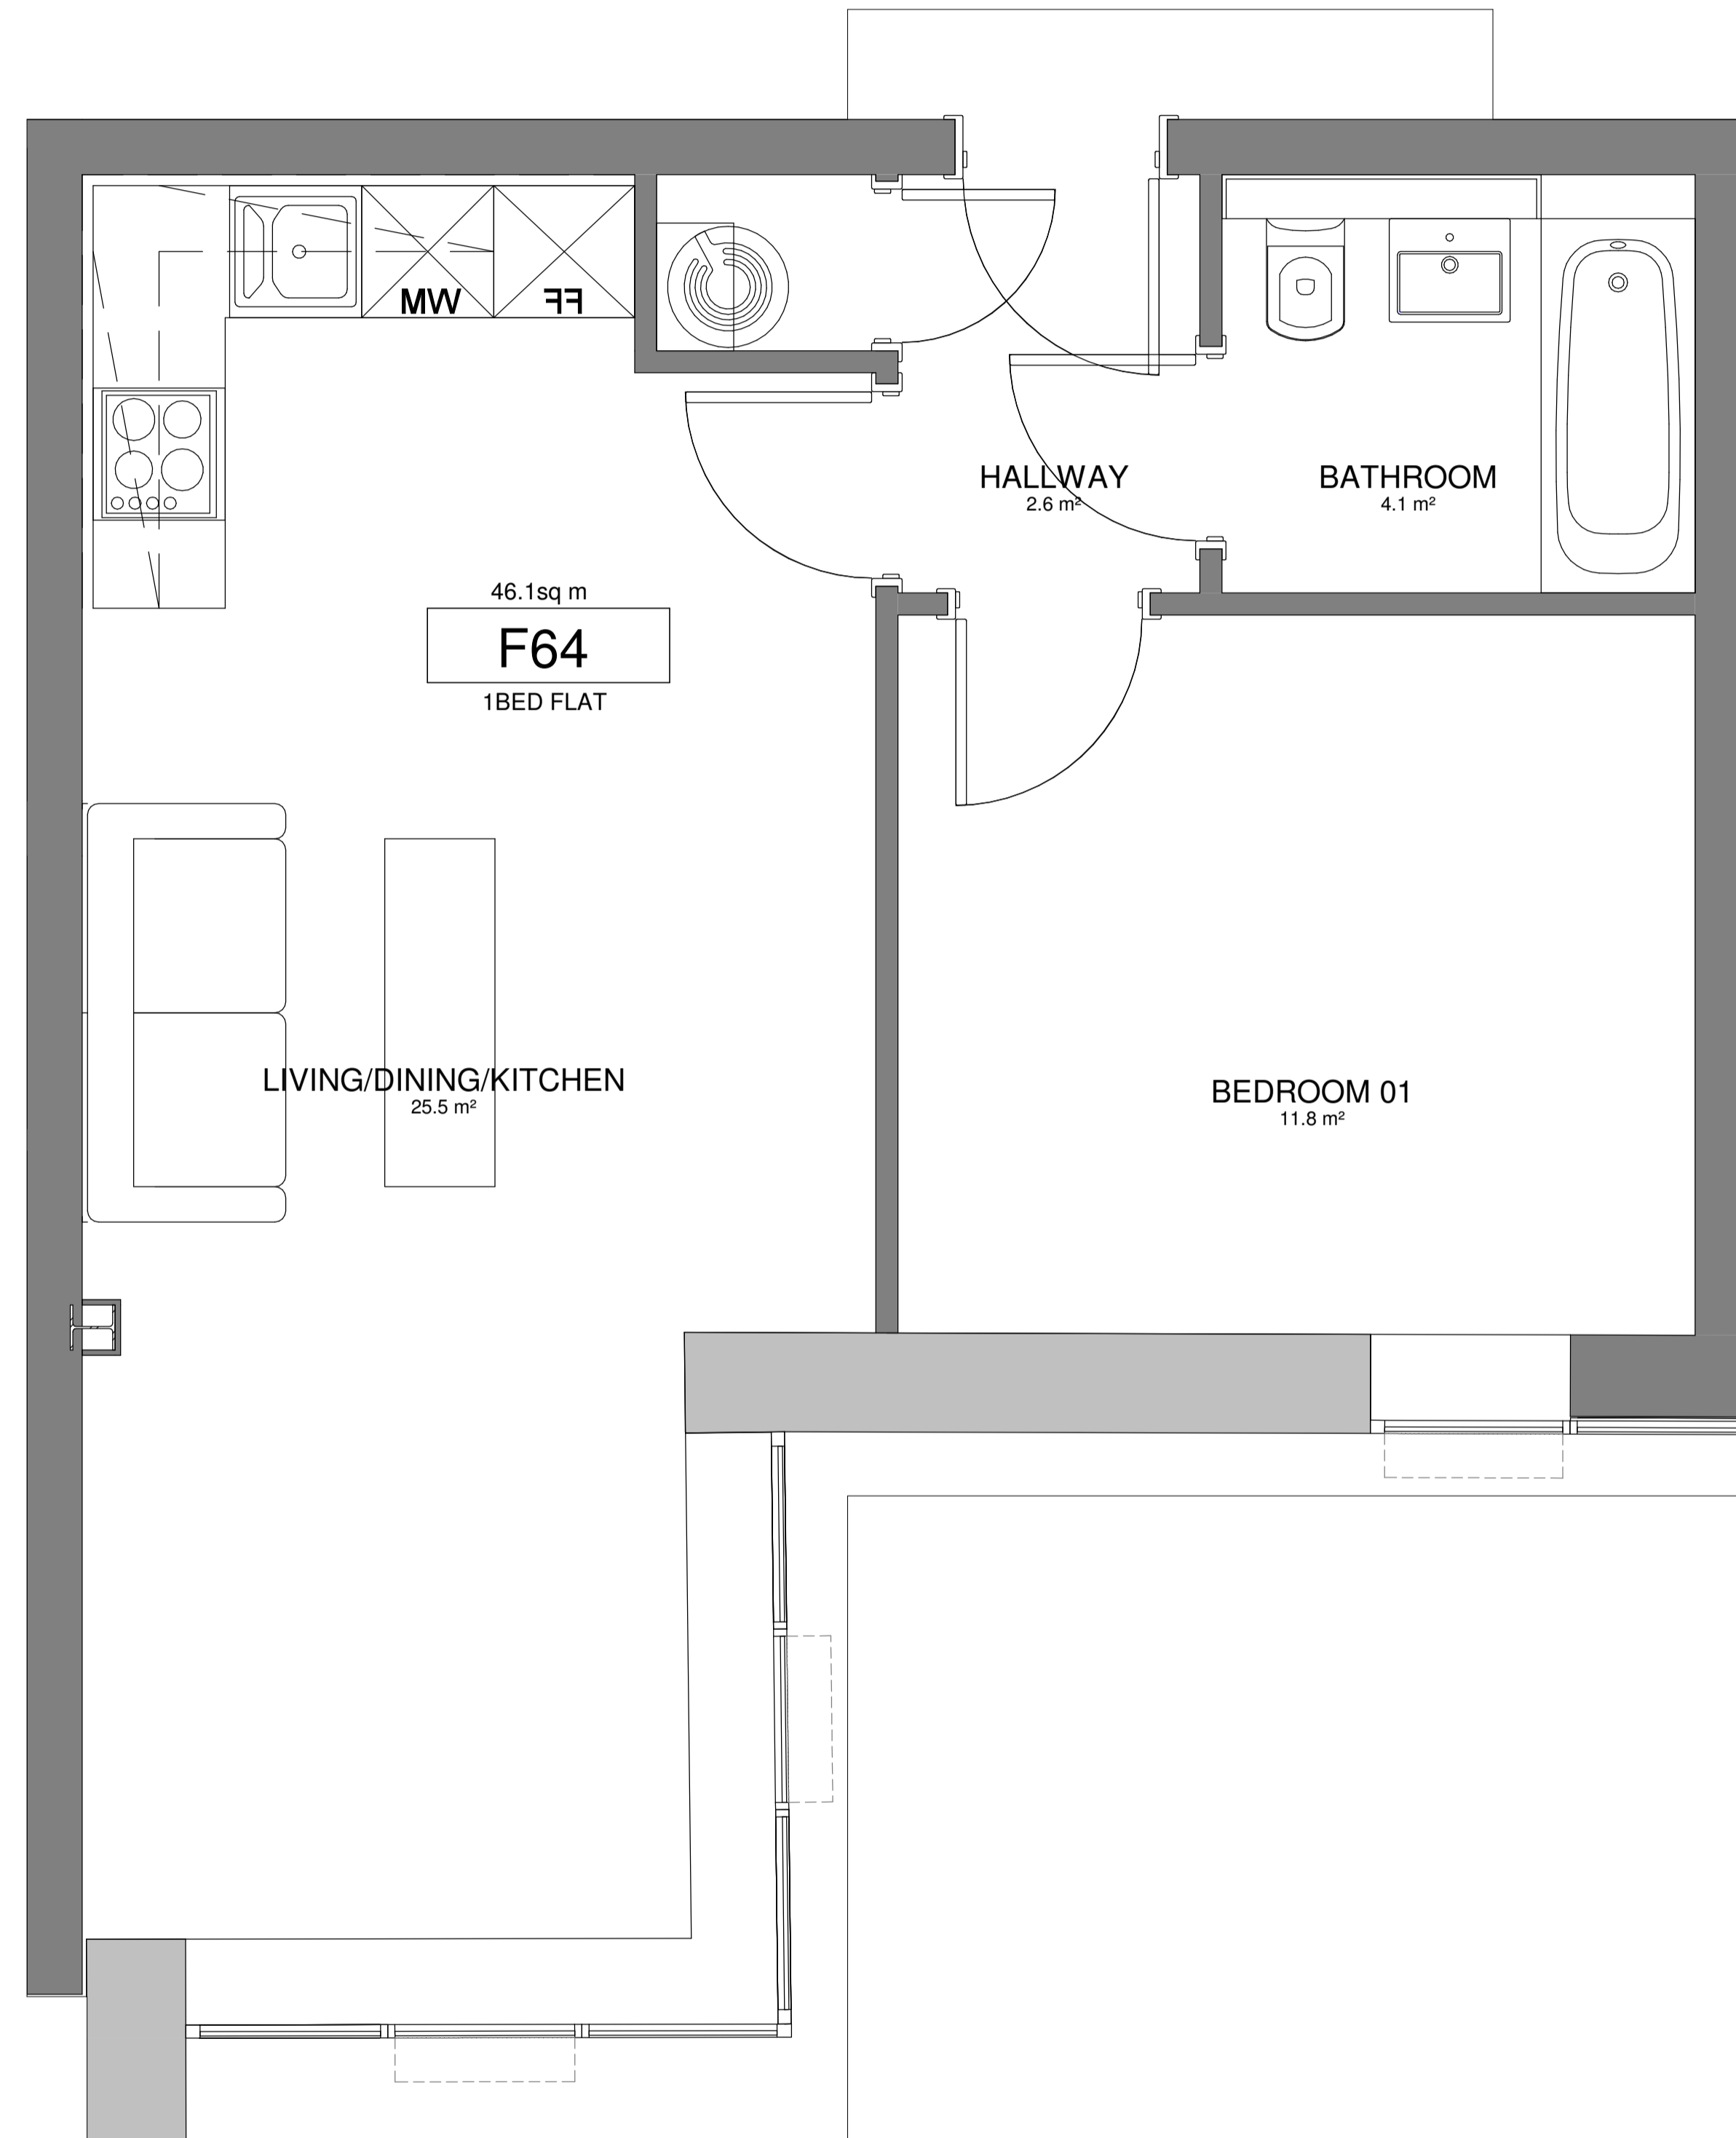 WM
FF
HALLWAY
2.6 m²
BATHROOM
4.1 m²
46.1sq m
F64
1BED FLAT
LIVING/DINING/KITCHEN
25.5 m²
BEDROOM 01
11.8 m²